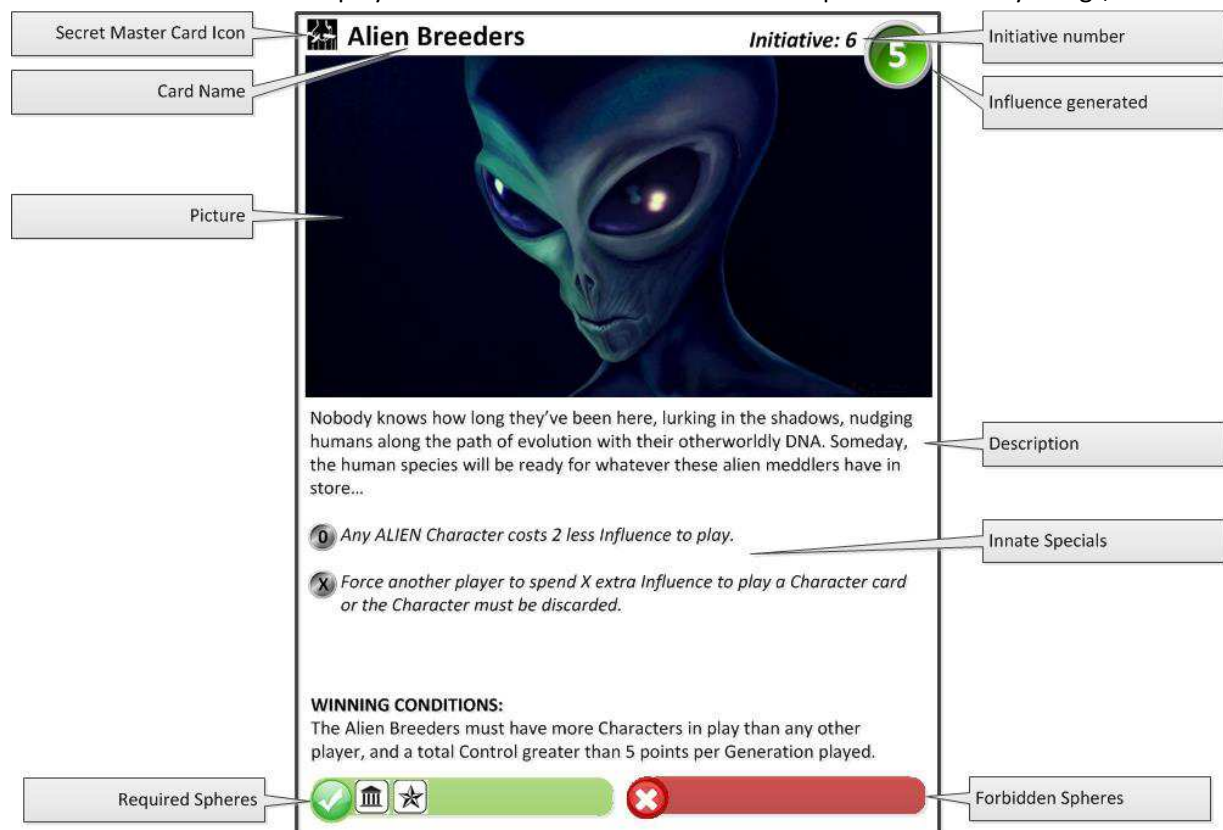 Secret Master Card Icon
Alien Breeders
Initiative: 6
5
Initiative number
Card Name
Influence generated
Picture
Nobody knows how long they've been here, lurking in the shadows, nudging
humans along the path of evolution with their otherworldly DNA. Someday,
the human species will be ready for whatever these alien meddlers have in
store…
Description
0 Any ALIEN Character costs 2 less Influence to play.
Innate Specials
X Force another player to spend X extra Influence to play a Character card
or the Character must be discarded.
WINNING CONDITIONS:
The Alien Breeders must have more Characters in play than any other
player, and a total Control greater than 5 points per Generation played.
Required Spheres
Forbidden Spheres